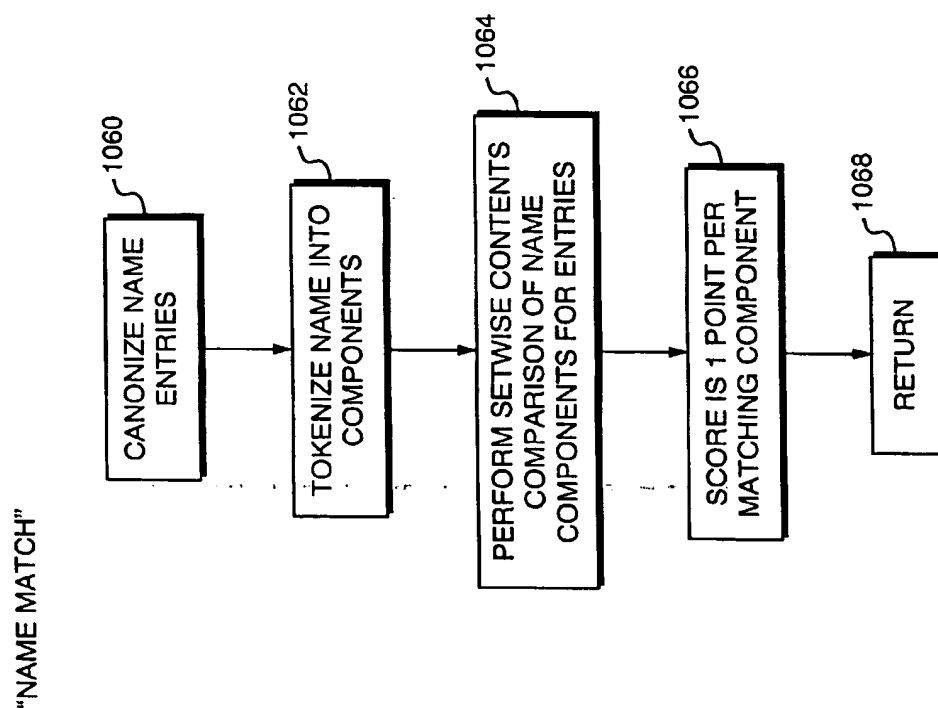 "NAME MATCH"
1060
CANONIZE NAME
ENTRIES
1062
TOKENIZE NAME INTO
COMPONENTS
1064
PERFORM SETWISE CONTENTS
COMPARISON OF NAME
COMPONENTS FOR ENTRIES
1066
SCORE IS 1 POINT PER
MATCHING COMPONENT
1068
RETURN